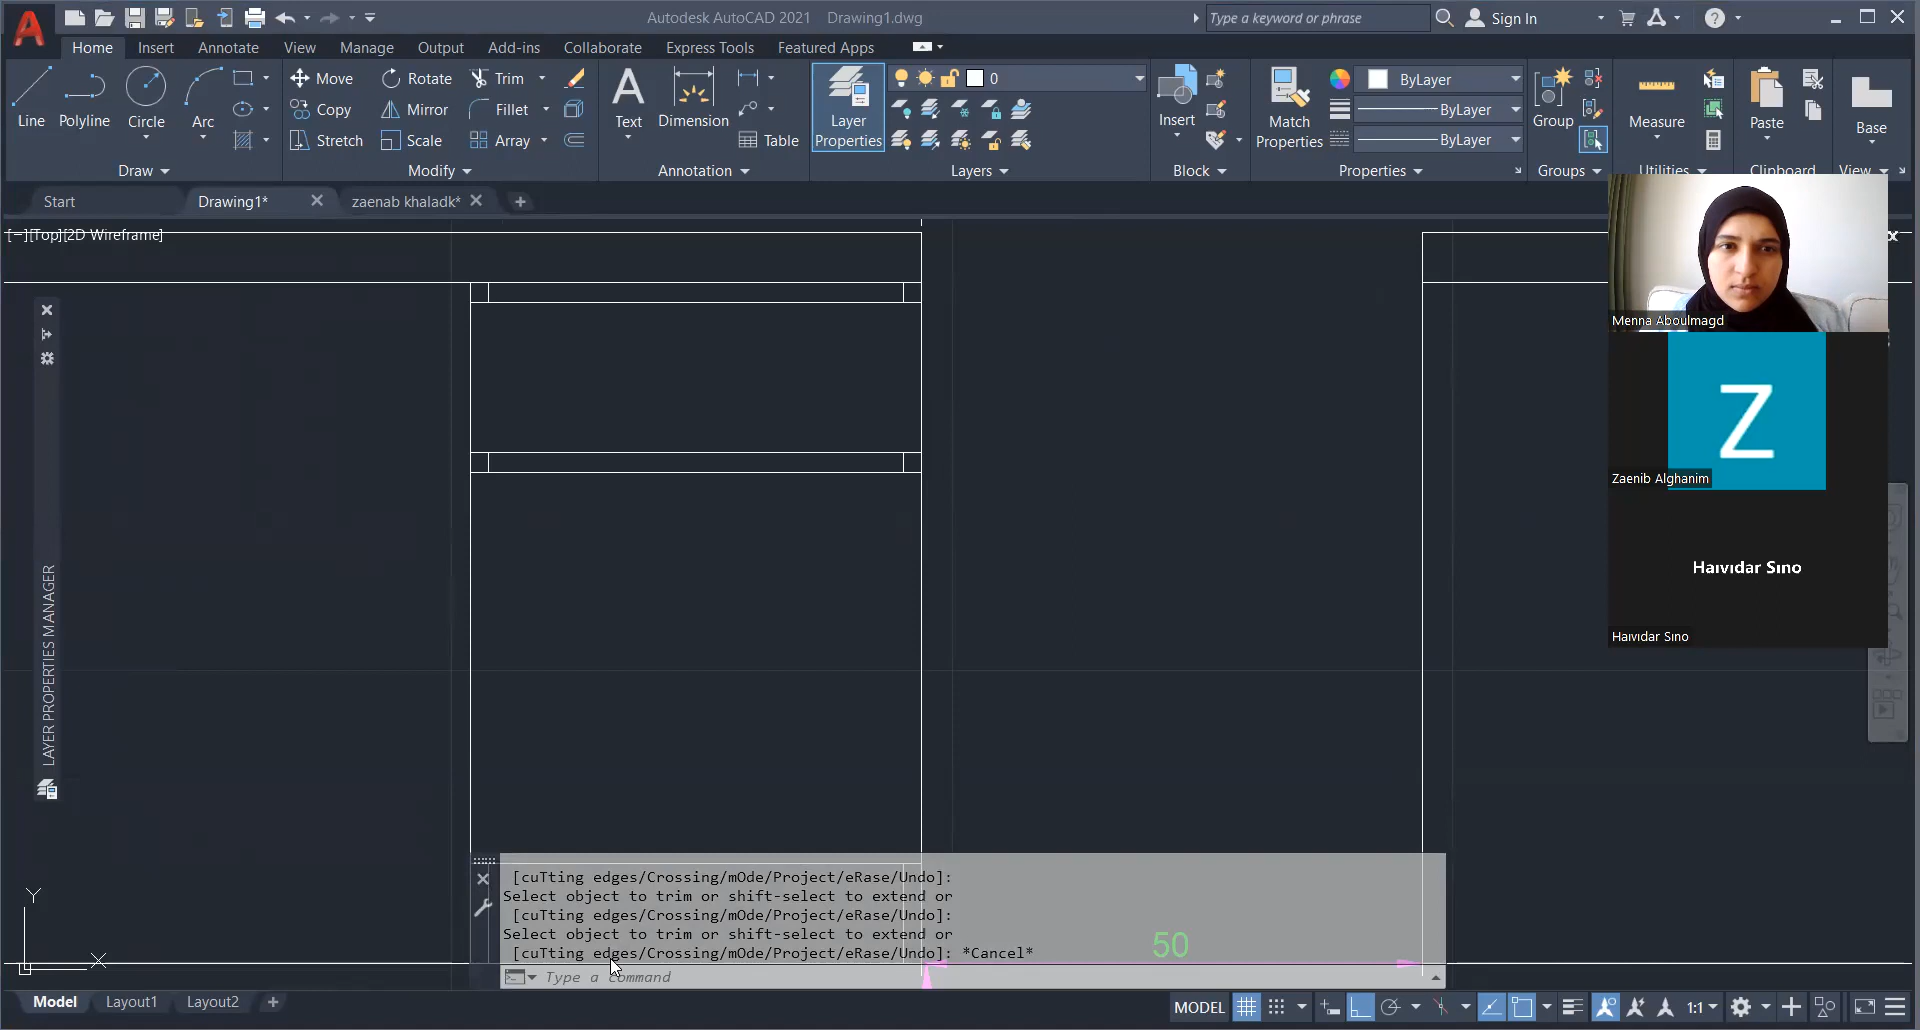 Autodesk AutoCAD 2021 Drawing1.dwg
Type a keyword or phrase
Sign In
Home Insert Annotate View Manage Output Add-ins Collaborate Express Tools Featured Apps
Line Polyline Circle Arc
Move Rotate Trim
Copy Mirror Fillet
Stretch Scale Array
Text Dimension Table
Layer Properties
0
Insert
Match Properties
ByLayer
ByLayer
ByLayer
Group
Measure
Paste
Base
Draw Modify Annotation Layers Block Properties Groups Utilities Clipboard View
Start Drawing1* zaenab khaladk*
[−][Top][2D Wireframe]
LAYER PROPERTIES MANAGER
Menna Aboulmagd
Z
Zaenib Alghanim
Haıvıdar Sıno
Haıvıdar Sıno
[cuTting edges/Crossing/mOde/Project/eRase/Undo]:
Select object to trim or shift-select to extend or
[cuTting edges/Crossing/mOde/Project/eRase/Undo]:
Select object to trim or shift-select to extend or
[cuTting edges/Crossing/mOde/Project/eRase/Undo]: *Cancel*
50
Type a command
Y
X
Model Layout1 Layout2
MODEL 1:1